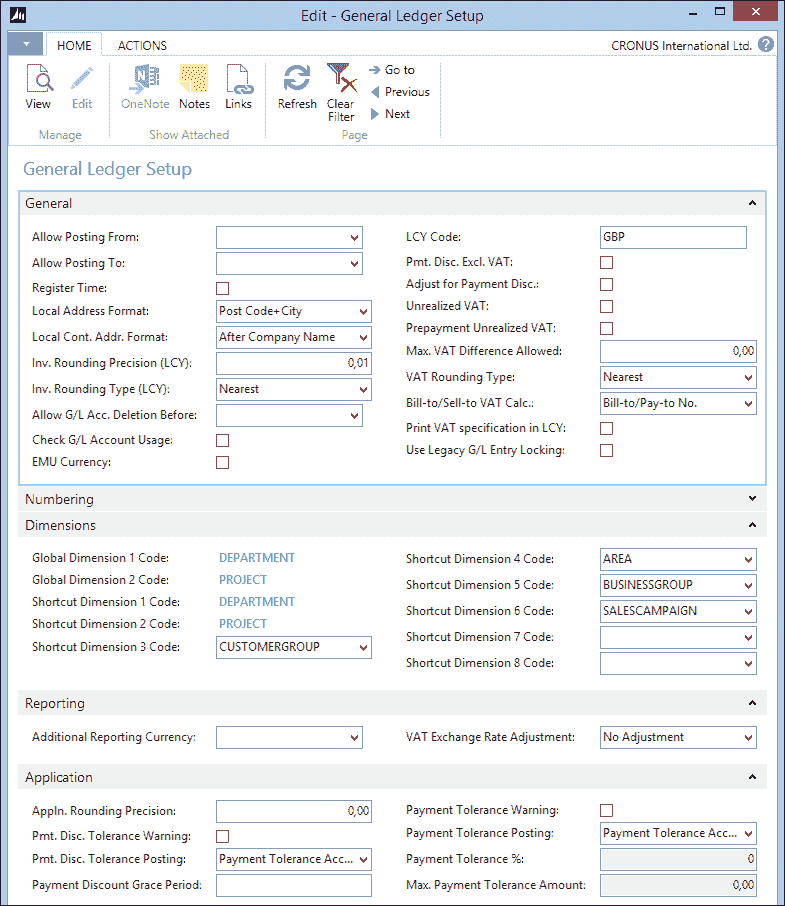 Edit - General Ledger Setup
HOME ACTIONS CRONUS International Ltd. ?
View Edit OneNote Notes Links Refresh Clear Filter Go to
Previous
Next
Manage Show Attached Page
General Ledger Setup
General
Allow Posting From:
Allow Posting To:
Register Time:
Local Address Format: Post Code+City
Local Cont. Addr. Format: After Company Name
Inv. Rounding Precision (LCY): 0,01
Inv. Rounding Type (LCY): Nearest
Allow G/L Acc. Deletion Before:
Check G/L Account Usage:
EMU Currency:
LCY Code: GBP
Pmt. Disc. Excl. VAT:
Adjust for Payment Disc.:
Unrealized VAT:
Prepayment Unrealized VAT:
Max. VAT Difference Allowed: 0,00
VAT Rounding Type: Nearest
Bill-to/Sell-to VAT Calc.: Bill-to/Pay-to No.
Print VAT specification in LCY:
Use Legacy G/L Entry Locking:
Numbering
Dimensions
Global Dimension 1 Code: DEPARTMENT
Global Dimension 2 Code: PROJECT
Shortcut Dimension 1 Code: DEPARTMENT
Shortcut Dimension 2 Code: PROJECT
Shortcut Dimension 3 Code: CUSTOMERGROUP
Shortcut Dimension 4 Code: AREA
Shortcut Dimension 5 Code: BUSINESSGROUP
Shortcut Dimension 6 Code: SALESCAMPAIGN
Shortcut Dimension 7 Code:
Shortcut Dimension 8 Code:
Reporting
Additional Reporting Currency:
VAT Exchange Rate Adjustment: No Adjustment
Application
Appln. Rounding Precision: 0,00
Pmt. Disc. Tolerance Warning:
Pmt. Disc. Tolerance Posting: Payment Tolerance Acc...
Payment Discount Grace Period:
Payment Tolerance Warning:
Payment Tolerance Posting: Payment Tolerance Acc...
Payment Tolerance %: 0
Max. Payment Tolerance Amount: 0,00